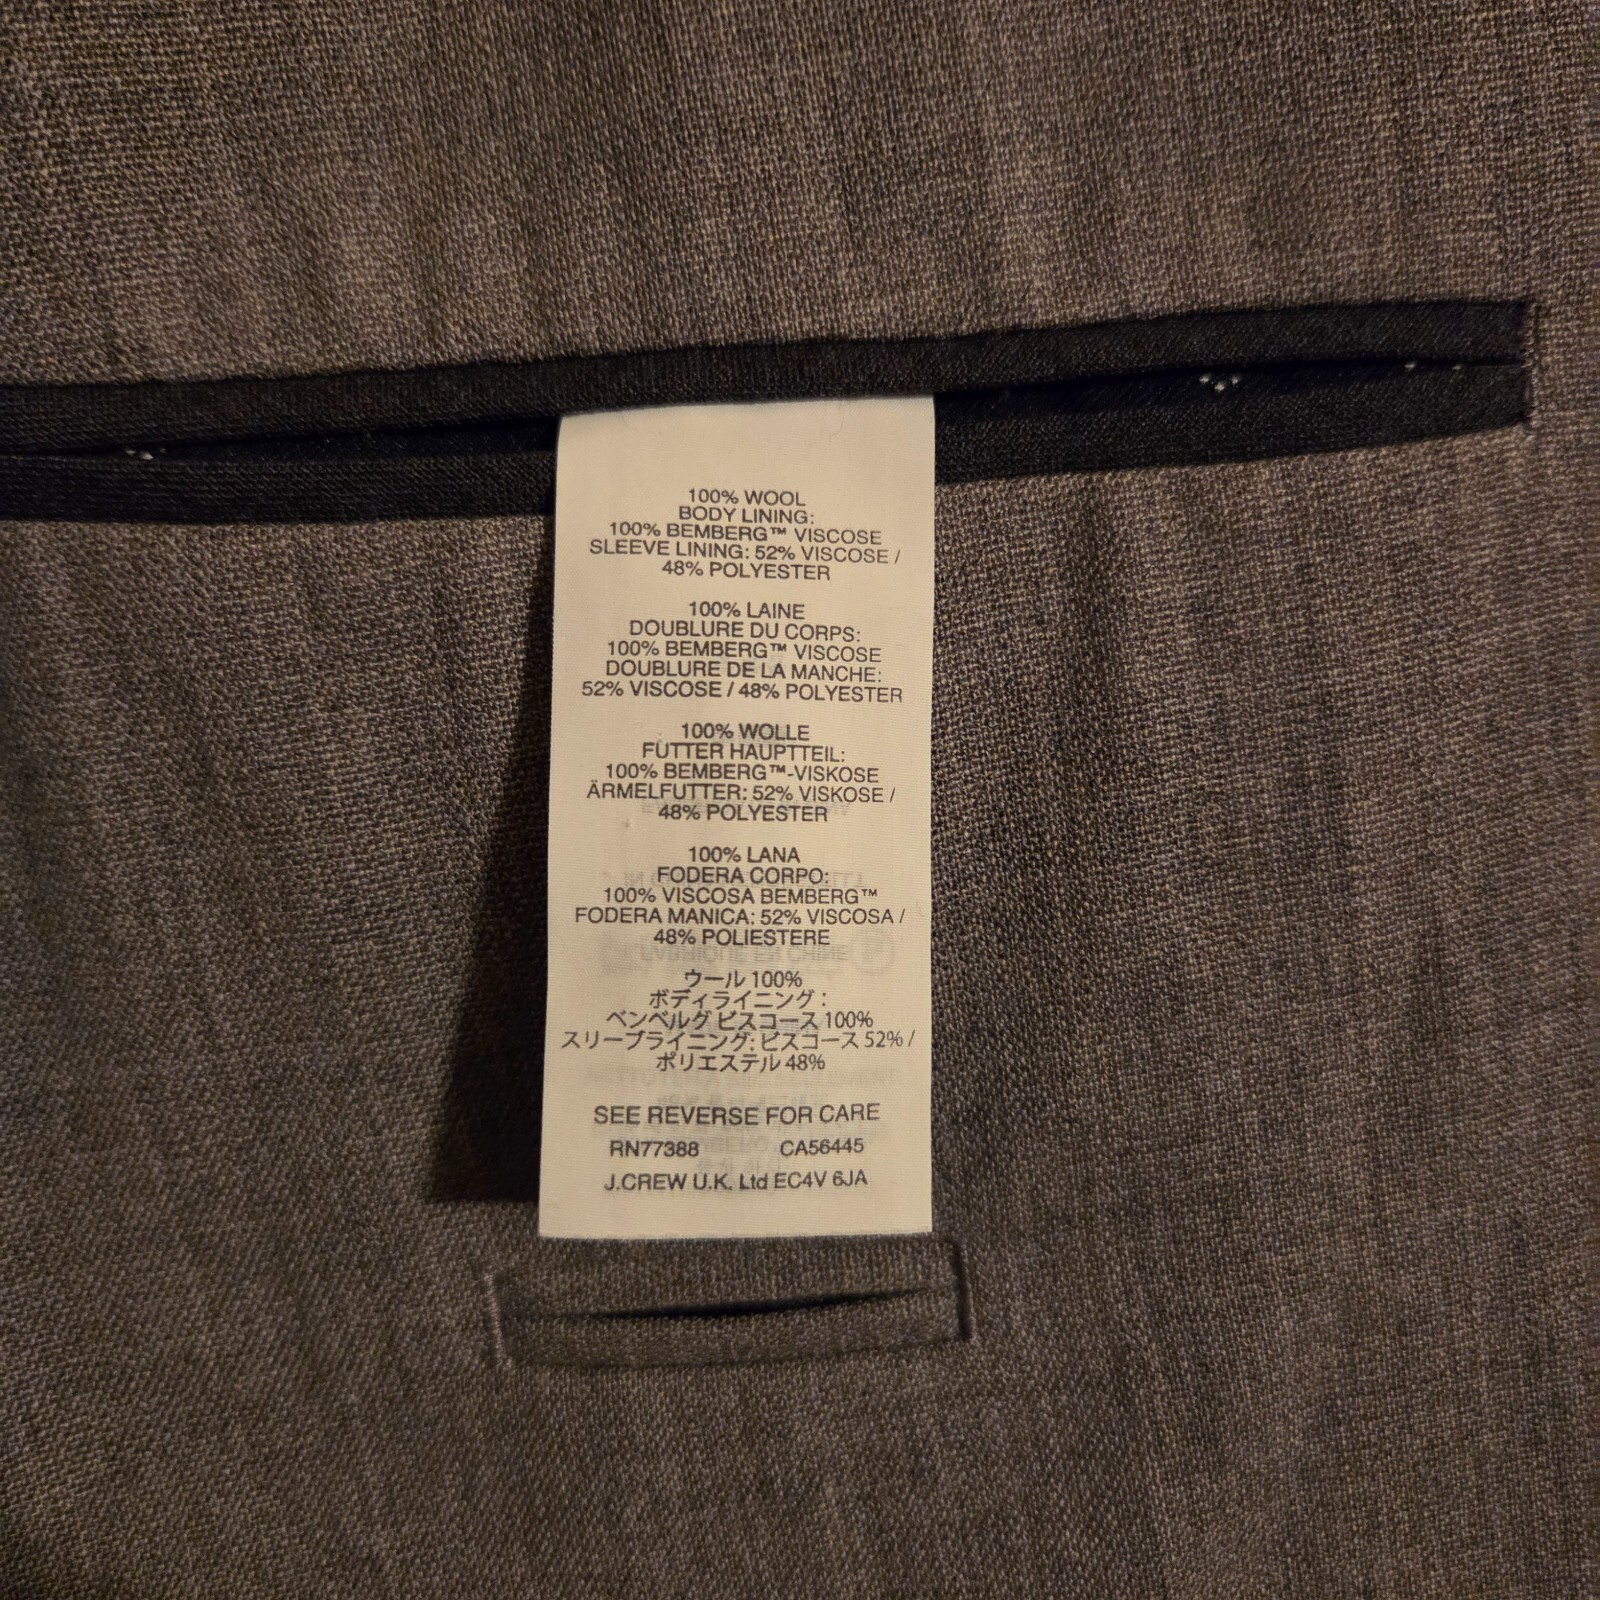 100% WOOL
BODY LINING:
100% BEMBERG™ VISCOSE
SLEEVE LINING: 52% VISCOSE /
48% POLYESTER
100% LAINE
DOUBLURE DU CORPS:
100% BEMBERG™ VISCOSE
DOUBLURE DE LA MANCHE:
52% VISCOSE / 48% POLYESTER
100% WOLLE
FUTTER HAUPTTEIL:
100% BEMBERG™-VISKOSE
ÄRMELFUTTER: 52% VISKOSE /
48% POLYESTER
100% LANA
FODERA CORPO:
100% VISCOSA BEMBERG™
FODERA MANICA: 52% VISCOSA /
48% POLIESTERE
ウール 100%
ボディライニング :
ベンベルグ ビスコース 100%
スリーブライニング: ビスコース 52% /
ポリエステル 48%
SEE REVERSE FOR CARE
RN77388 CA56445
J.CREW U.K. Ltd EC4V 6JA